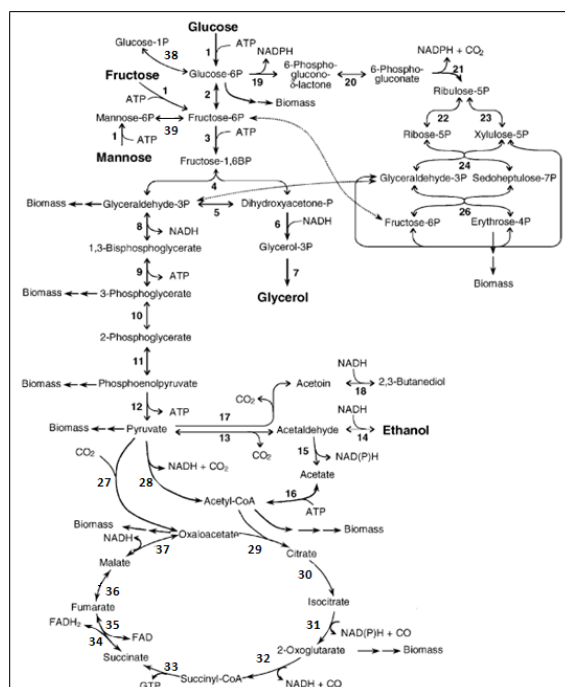 Glucose
Glucose-1P 38 1 ATP NADPH NADPH + CO2
Glucose-6P 19 6-Phospho- glucono- δ-lactone 20 6-Phospho- gluconate 21
Fructose
ATP 1 2 Biomass Ribulose-5P
Mannose-6P 39 Fructose-6P 22 23
1 ATP 3 ATP Ribose-5P Xylulose-5P
Mannose
Fructose-1,6BP 24
4 Glyceraldehyde-3P Sedoheptulose-7P
Biomass Glyceraldehyde-3P 5 Dihydroxyacetone-P 26
8 NADH 6 NADH Fructose-6P Erythrose-4P
1,3-Bisphosphoglycerate Glycerol-3P
9 ATP 7 Biomass
Biomass 3-Phosphoglycerate Glycerol
10
2-Phosphoglycerate
11 NADH
Biomass Phosphoenolpyruvate Acetoin 18 2,3-Butanediol
12 ATP 17 CO2 NADH
Biomass Pyruvate 13 Acetaldehyde 14 Ethanol
CO2 CO2 15 NAD(P)H
27 28 NADH + CO2 Acetate
Acetyl-CoA 16 ATP
Biomass Biomass
NADH 37 Oxaloacetate 29 Citrate
Malate 30
36 Isocitrate
Fumarate 31 NAD(P)H + CO
FADH2 35 FAD
34 2-Oxoglutarate Biomass
Succinate 33 32
GTP Succinyl-CoA NADH + CO